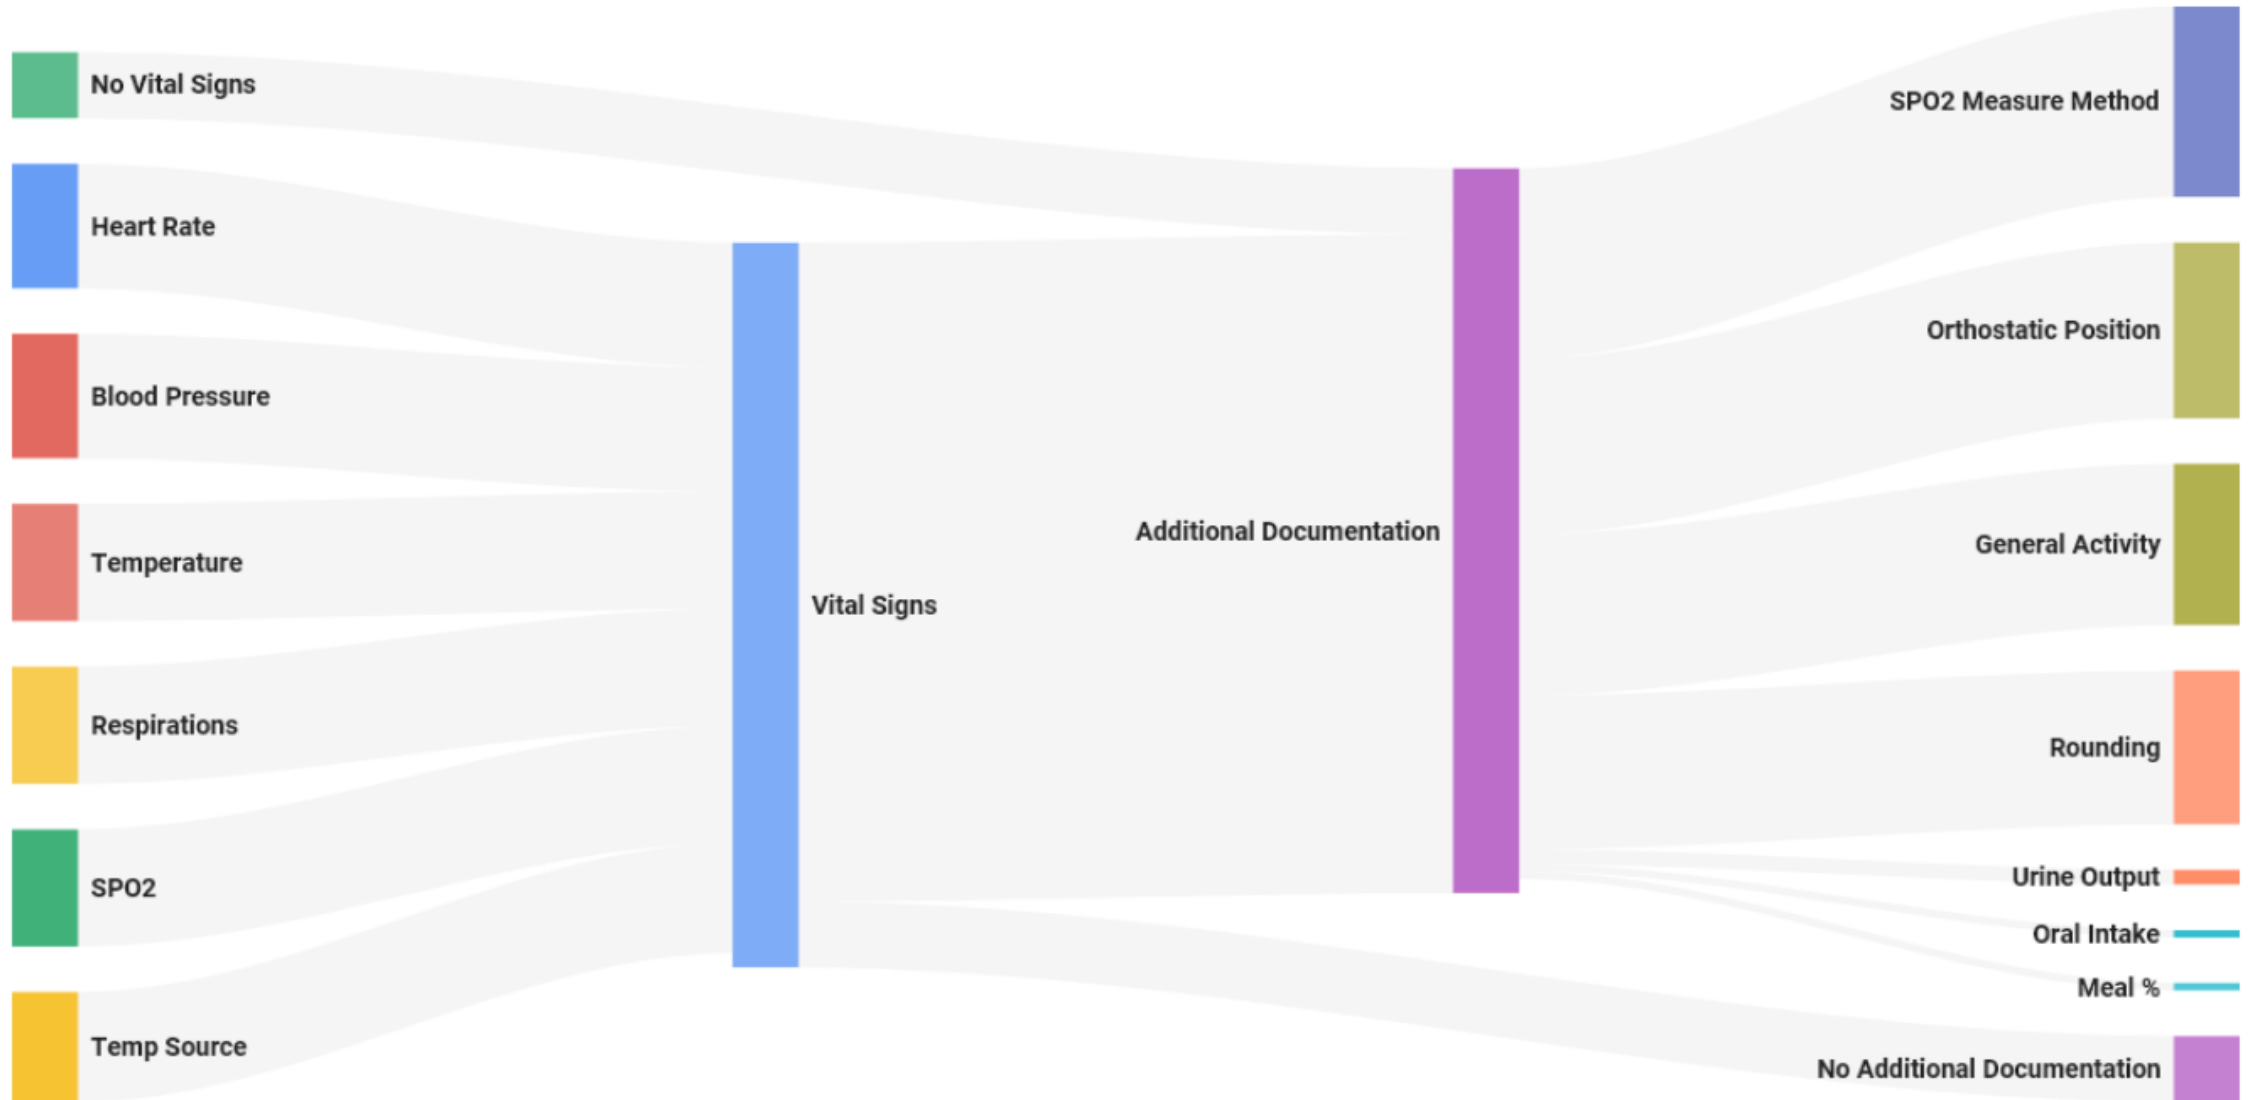 No Vital Signs
Heart Rate
Blood Pressure
Temperature
Respirations
SPO2
Temp Source
Vital Signs
Additional Documentation
SPO2 Measure Method
Orthostatic Position
General Activity
Rounding
Urine Output
Oral Intake
Meal %
No Additional Documentation